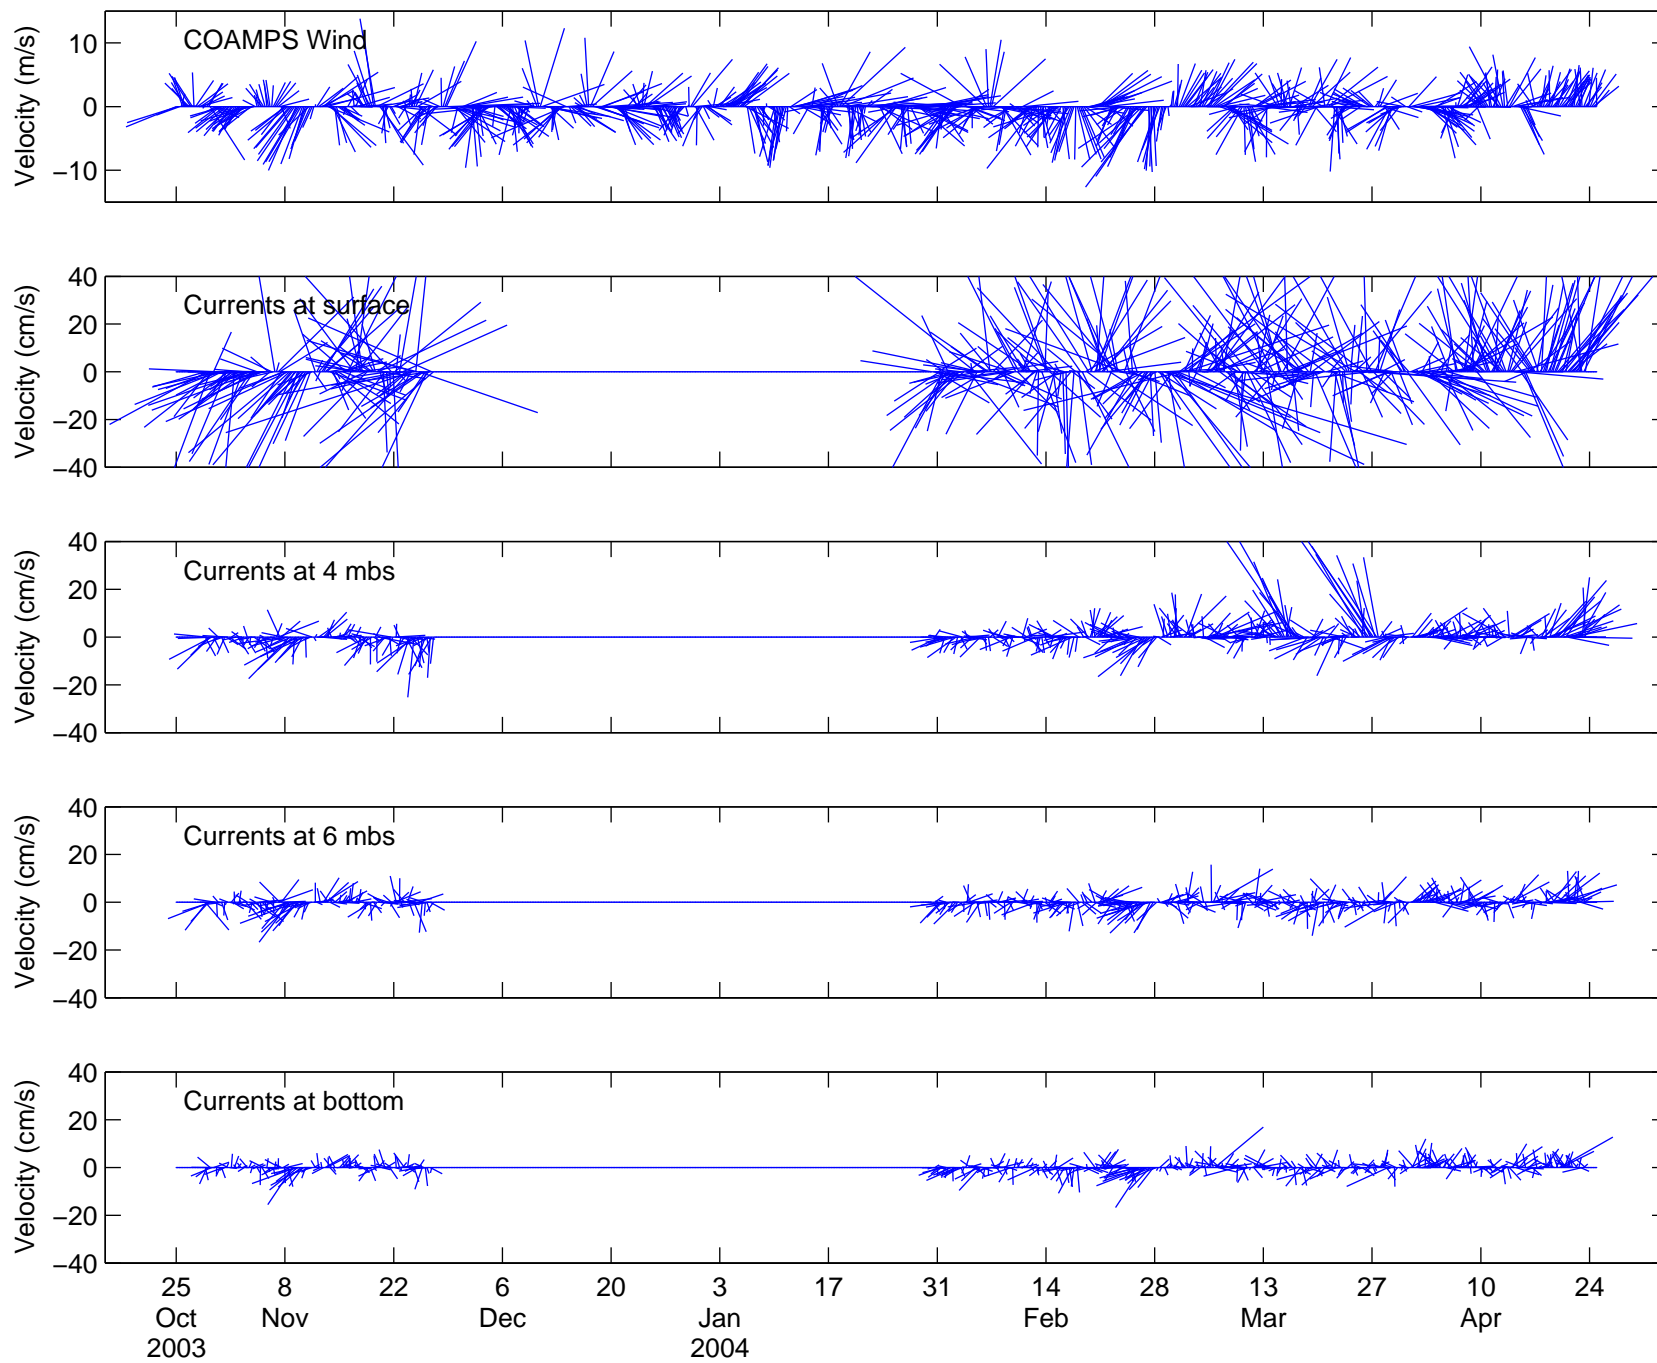 COAMPS Wind
Velocity (m/s)
10
0
−10
Currents at surface
Velocity (cm/s)
40
20
0
−20
−40
Currents at 4 mbs
Velocity (cm/s)
40
20
0
−20
−40
Currents at 6 mbs
Velocity (cm/s)
40
20
0
−20
−40
Currents at bottom
Velocity (cm/s)
40
20
0
−20
−40
25 8 22 6 20 3 17 31 14 28 13 27 10 24
Oct Nov Dec Jan Feb Mar Apr
2003 2004